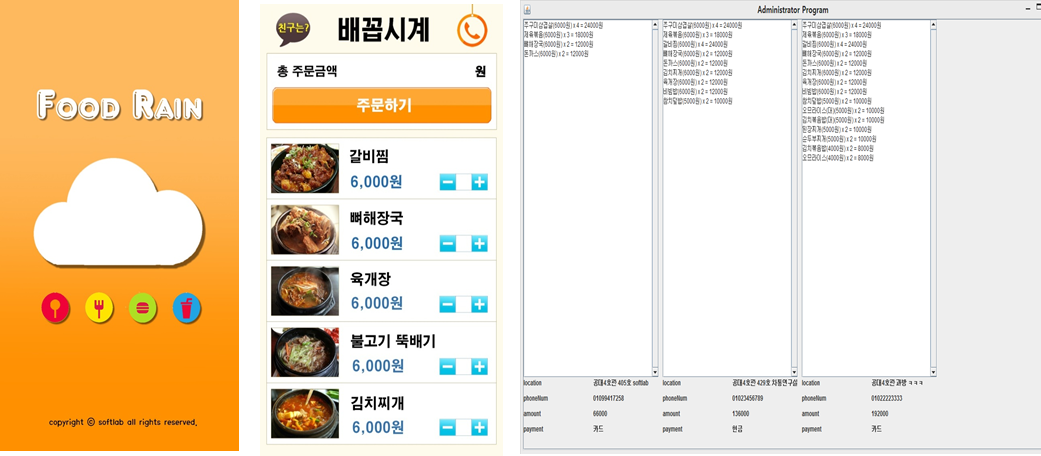 FOOD RAIN
copyright ⓒ softlab all rights reserved.
친구는?
배꼽시계
총 주문금액 원
주문하기
갈비찜
6,000원
뼈해장국
6,000원
육개장
6,000원
불고기 뚝배기
6,000원
김치찌개
6,000원
Administrator Program
쭈구미삼겹살(6000원) x 4 = 24000원
제육볶음(6000원) x 3 = 18000원
뼈해장국(6000원) x 2 = 12000원
돈까스(6000원) x 2 = 12000원
location 공대4호관 405호 softlab
phoneNum 01099417258
amount 66000
payment 카드
쭈구미삼겹살(6000원) x 4 = 24000원
제육볶음(6000원) x 3 = 18000원
갈비찜(6000원) x 4 = 24000원
뼈해장국(6000원) x 2 = 12000원
돈까스(6000원) x 2 = 12000원
김치찌개(6000원) x 2 = 12000원
육개장(6000원) x 2 = 12000원
비빔밥(6000원) x 2 = 12000원
참치덮밥(5000원) x 2 = 10000원
location 공대4호관 429호 자동연구실
phoneNum 01023456789
amount 136000
payment 현금
쭈구미삼겹살(6000원) x 4 = 24000원
제육볶음(6000원) x 3 = 18000원
갈비찜(6000원) x 4 = 24000원
뼈해장국(6000원) x 2 = 12000원
돈까스(6000원) x 2 = 12000원
김치찌개(6000원) x 2 = 12000원
육개장(6000원) x 2 = 12000원
비빔밥(6000원) x 2 = 12000원
참치덮밥(5000원) x 2 = 10000원
오므라이스(대)(5000원) x 2 = 10000원
김치볶음밥(대)(5000원) x 2 = 10000원
된장찌개(5000원) x 2 = 10000원
순두부찌개(5000원) x 2 = 10000원
김치볶음밥(4000원) x 2 = 8000원
오므라이스(4000원) x 2 = 8000원
location 공대4호관 과방 ㅋㅋㅋ
phoneNum 01022223333
amount 192000
payment 카드